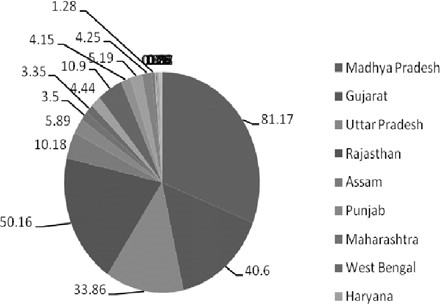 1.28
4.15
4.25
5.19
10.9
3.35
4.44
3.5
5.89
10.18
50.16
33.86
40.6
81.17
Madhya Pradesh
Gujarat
Uttar Pradesh
Rajasthan
Assam
Punjab
Maharashtra
West Bengal
Haryana